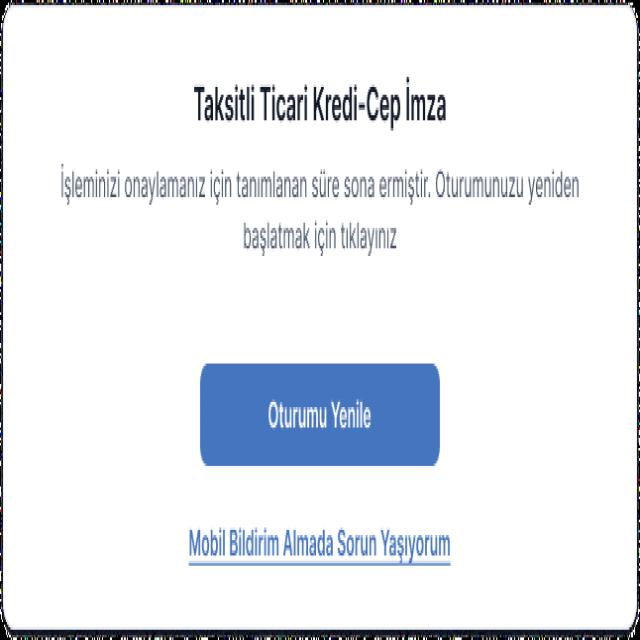 Taksitli Ticari Kredi-Cep İmza
İşleminizi onaylamanız için tanımlanan süre sona ermiştir. Oturumunuzu yeniden
başlatmak için tıklayınız
Oturumu Yenile
Mobil Bildirim Almada Sorun Yaşıyorum